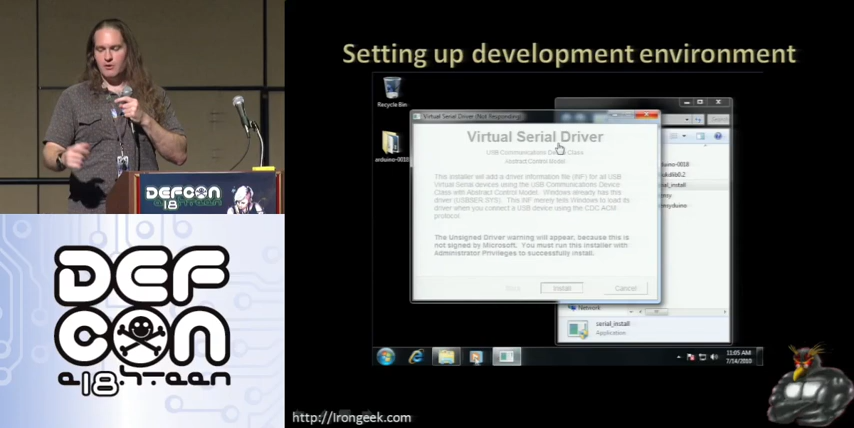 Setting up development environment
Recycle Bin
arduino-0018
Virtual Serial Driver (Not Responding)
Virtual Serial Driver
USB Communications Device Class
Abstract Control Model
This installer will add a driver information file (INF) for all USB
Virtual Serial devices using the USB Communications Device
Class with Abstract Control Model. Windows already has this
driver (USBSER.SYS). This INF merely tells Windows to load its
driver when you connect a USB device using the CDC ACM
protocol.
The Unsigned Driver warning will appear, because this is
not signed by Microsoft. You must run this installer with
Administrator Privileges to successfully install.
Install
Cancel
Network
serial_install
Application
11:05 AM
7/14/2010
DEFCON
18
DEF
CON
http://Irongeek.com